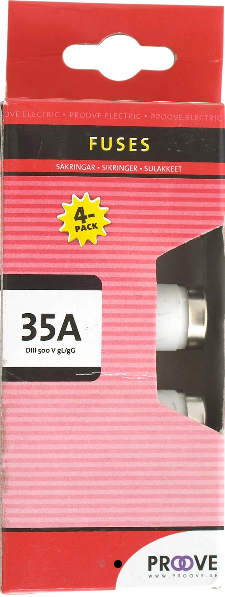 OVE ELECTRIC • PROOVE ELECTRIC • PROOVE ELECTRIC
FUSES
SÄKRINGAR • SIKRINGER • SULAKKEET
4-
PACK
35A
DIII 500 V gL/gG
PROOVE
WWW.PROOVE.SE